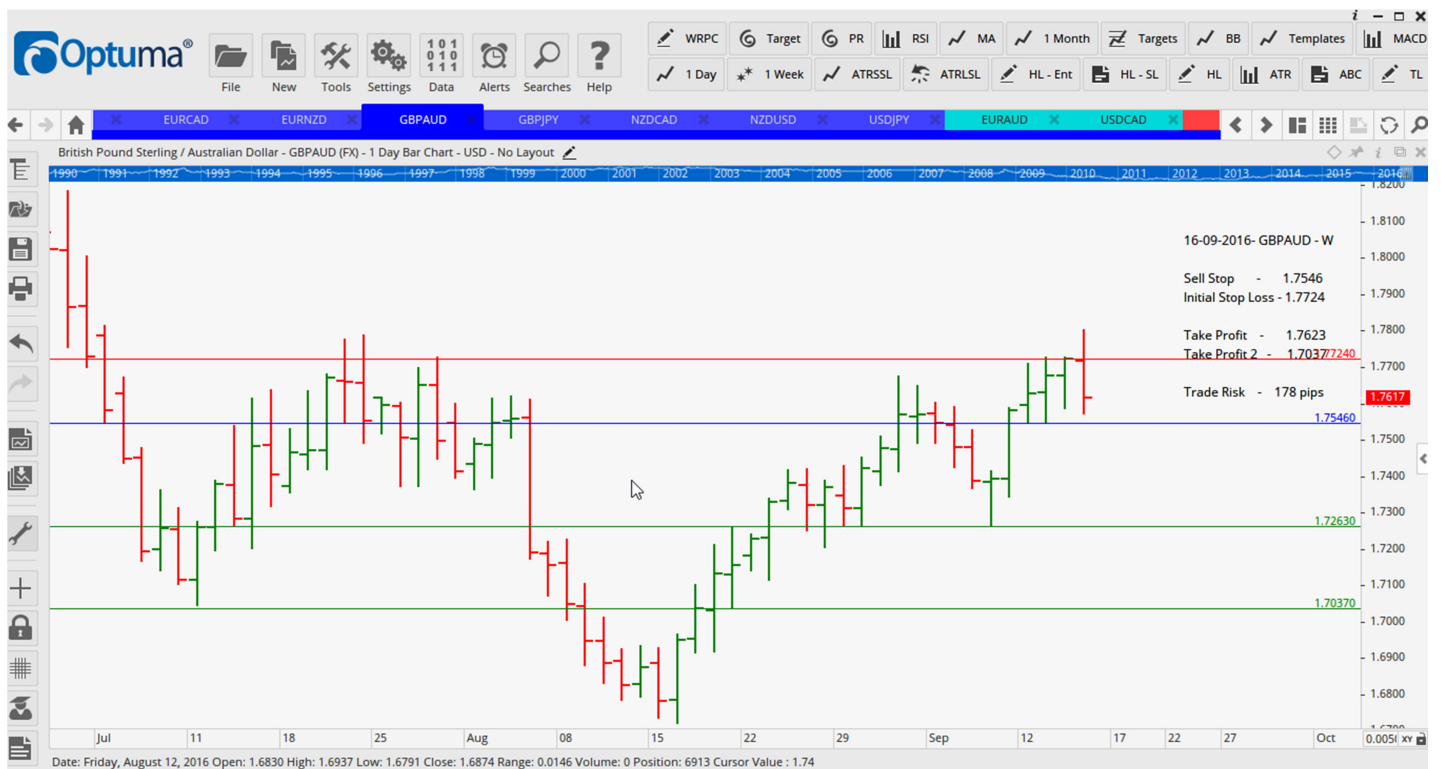 i
Optuma®
File
New
Tools
Settings
101
010
111
Data
Alerts
Searches
Help
WRPC Target PR RSI MA 1 Month Targets BB Templates MACD
1 Day 1 Week ATRSSL ATRLSL HL - Ent HL - SL HL ATR ABC TL
EURCAD EURNZD GBPAUD GBPJPY NZDCAD NZDUSD USDJPY EURAUD USDCAD
British Pound Sterling / Australian Dollar - GBPAUD (FX) - 1 Day Bar Chart - USD - No Layout
1990 1991 1992 1993 1994 1995 1996 1997 1998 1999 2000 2001 2002 2003 2004 2005 2006 2007 2008 2009 2010 2011 2012 2013 2014 2015 2016
1.8200
1.8100
16-09-2016- GBPAUD - W
1.8000
Sell Stop - 1.7546
Initial Stop Loss - 1.7724
1.7900
1.7800
Take Profit - 1.7623
Take Profit 2 - 1.7037
1.77240
1.7700
Trade Risk - 178 pips
1.7617
1.75460
1.7500
1.7400
1.7300
1.72630
1.7200
1.7100
1.70370
1.7000
1.6900
1.6800
1.6700
Jul 11 18 25 Aug 08 15 22 29 Sep 12 17 22 27 Oct 0.005 XY
Date: Friday, August 12, 2016 Open: 1.6830 High: 1.6937 Low: 1.6791 Close: 1.6874 Range: 0.0146 Volume: 0 Position: 6913 Cursor Value : 1.74